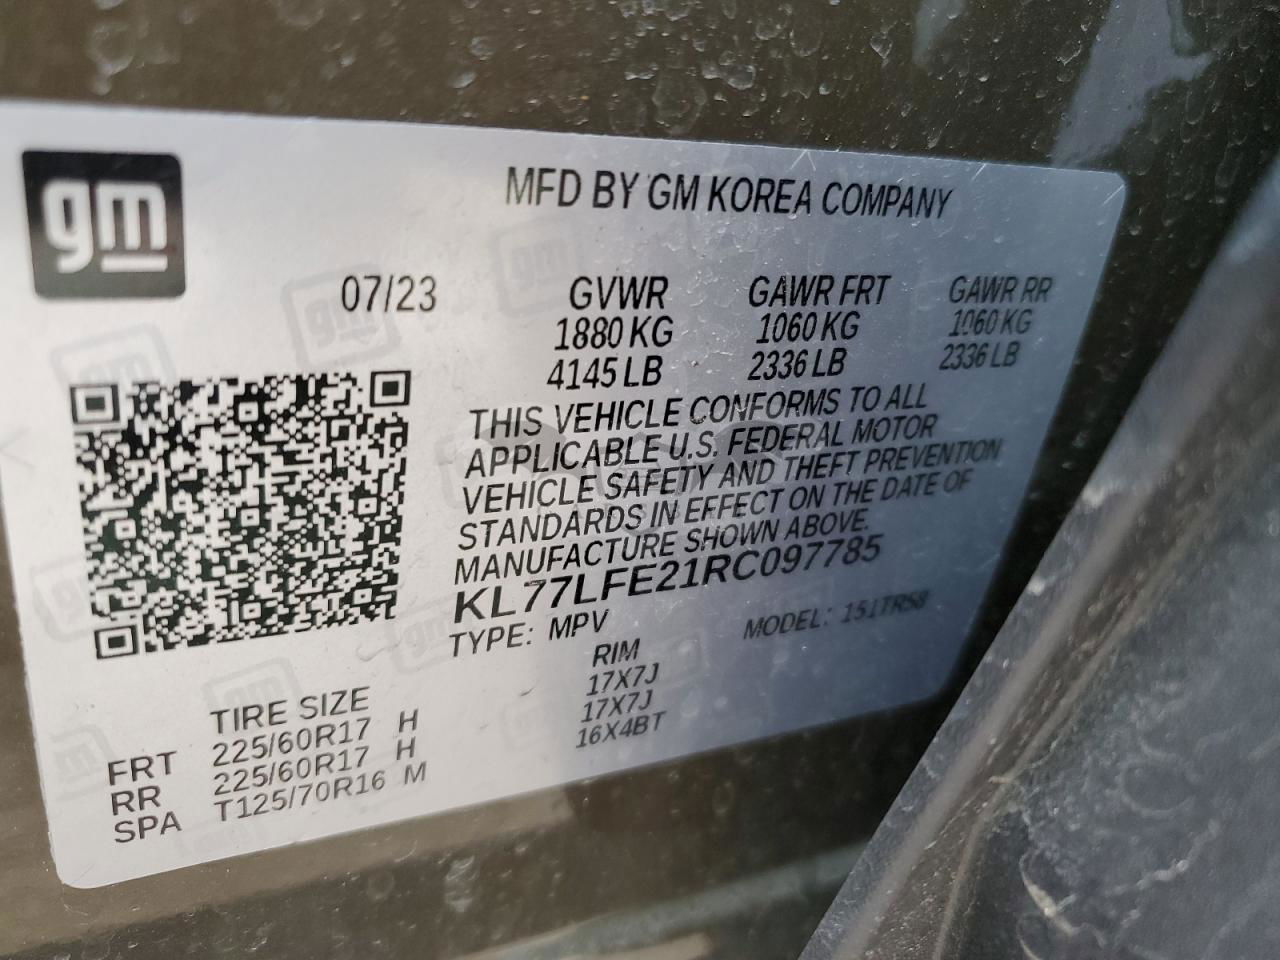 gm
MFD BY GM KOREA COMPANY
07/23 GVWR GAWR FRT GAWR RR
1880 KG 1060 KG 1060 KG
4145 LB 2336 LB 2336 LB
THIS VEHICLE CONFORMS TO ALL
APPLICABLE U.S. FEDERAL MOTOR
VEHICLE SAFETY AND THEFT PREVENTION
STANDARDS IN EFFECT ON THE DATE OF
MANUFACTURE SHOWN ABOVE.
KL77LFE21RC097785
TYPE: MPV MODEL: 1S1TR58
TIRE SIZE RIM
FRT 225/60R17 H 17X7J
RR 225/60R17 H 17X7J
SPA T125/70R16 M 16X4BT